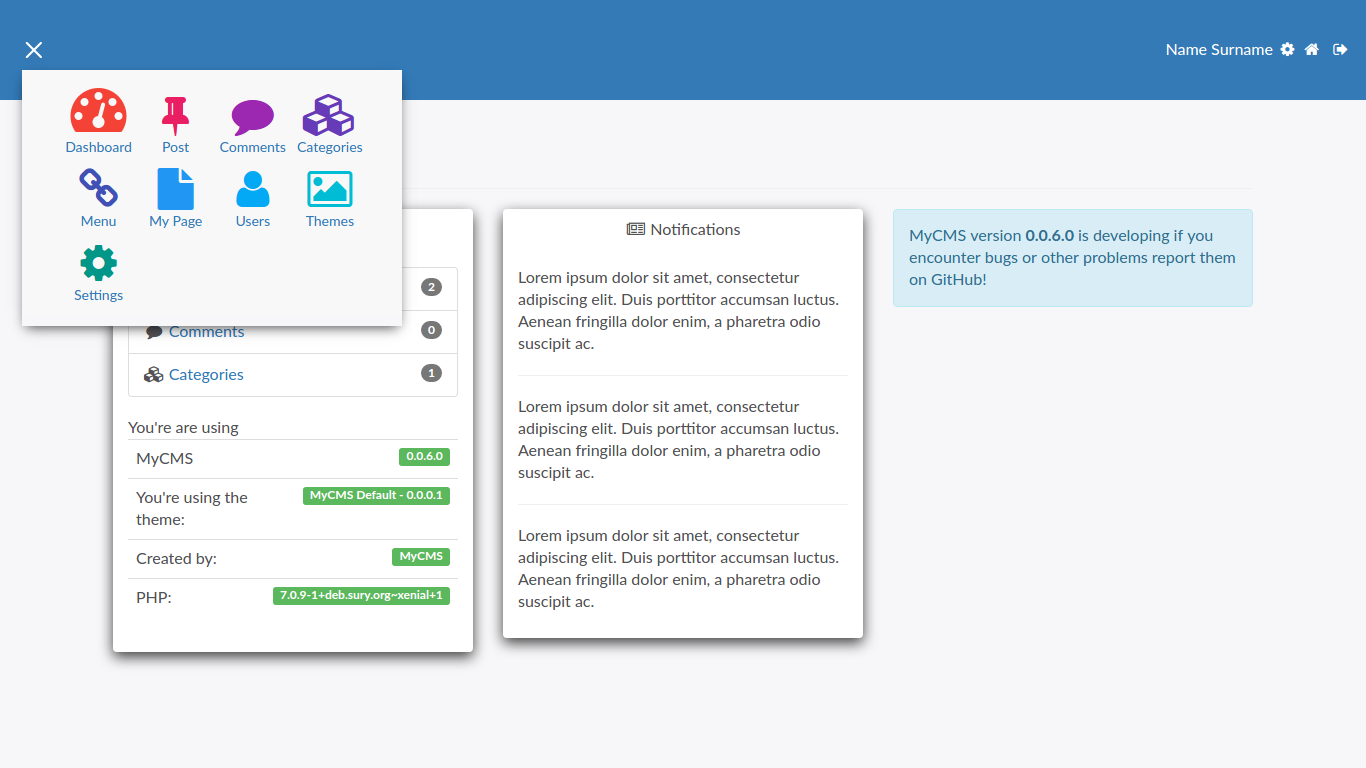 Name Surname
Dashboard Post Comments Categories
Menu My Page Users Themes
Settings
2
Comments 0
Categories 1
You're are using
MyCMS 0.0.6.0
You're using the theme: MyCMS Default - 0.0.0.1
Created by: MyCMS
PHP: 7.0.9-1+deb.sury.org~xenial+1
Notifications
Lorem ipsum dolor sit amet, consectetur
adipiscing elit. Duis porttitor accumsan luctus.
Aenean fringilla dolor enim, a pharetra odio
suscipit ac.
Lorem ipsum dolor sit amet, consectetur
adipiscing elit. Duis porttitor accumsan luctus.
Aenean fringilla dolor enim, a pharetra odio
suscipit ac.
Lorem ipsum dolor sit amet, consectetur
adipiscing elit. Duis porttitor accumsan luctus.
Aenean fringilla dolor enim, a pharetra odio
suscipit ac.
MyCMS version 0.0.6.0 is developing if you
encounter bugs or other problems report them
on GitHub!